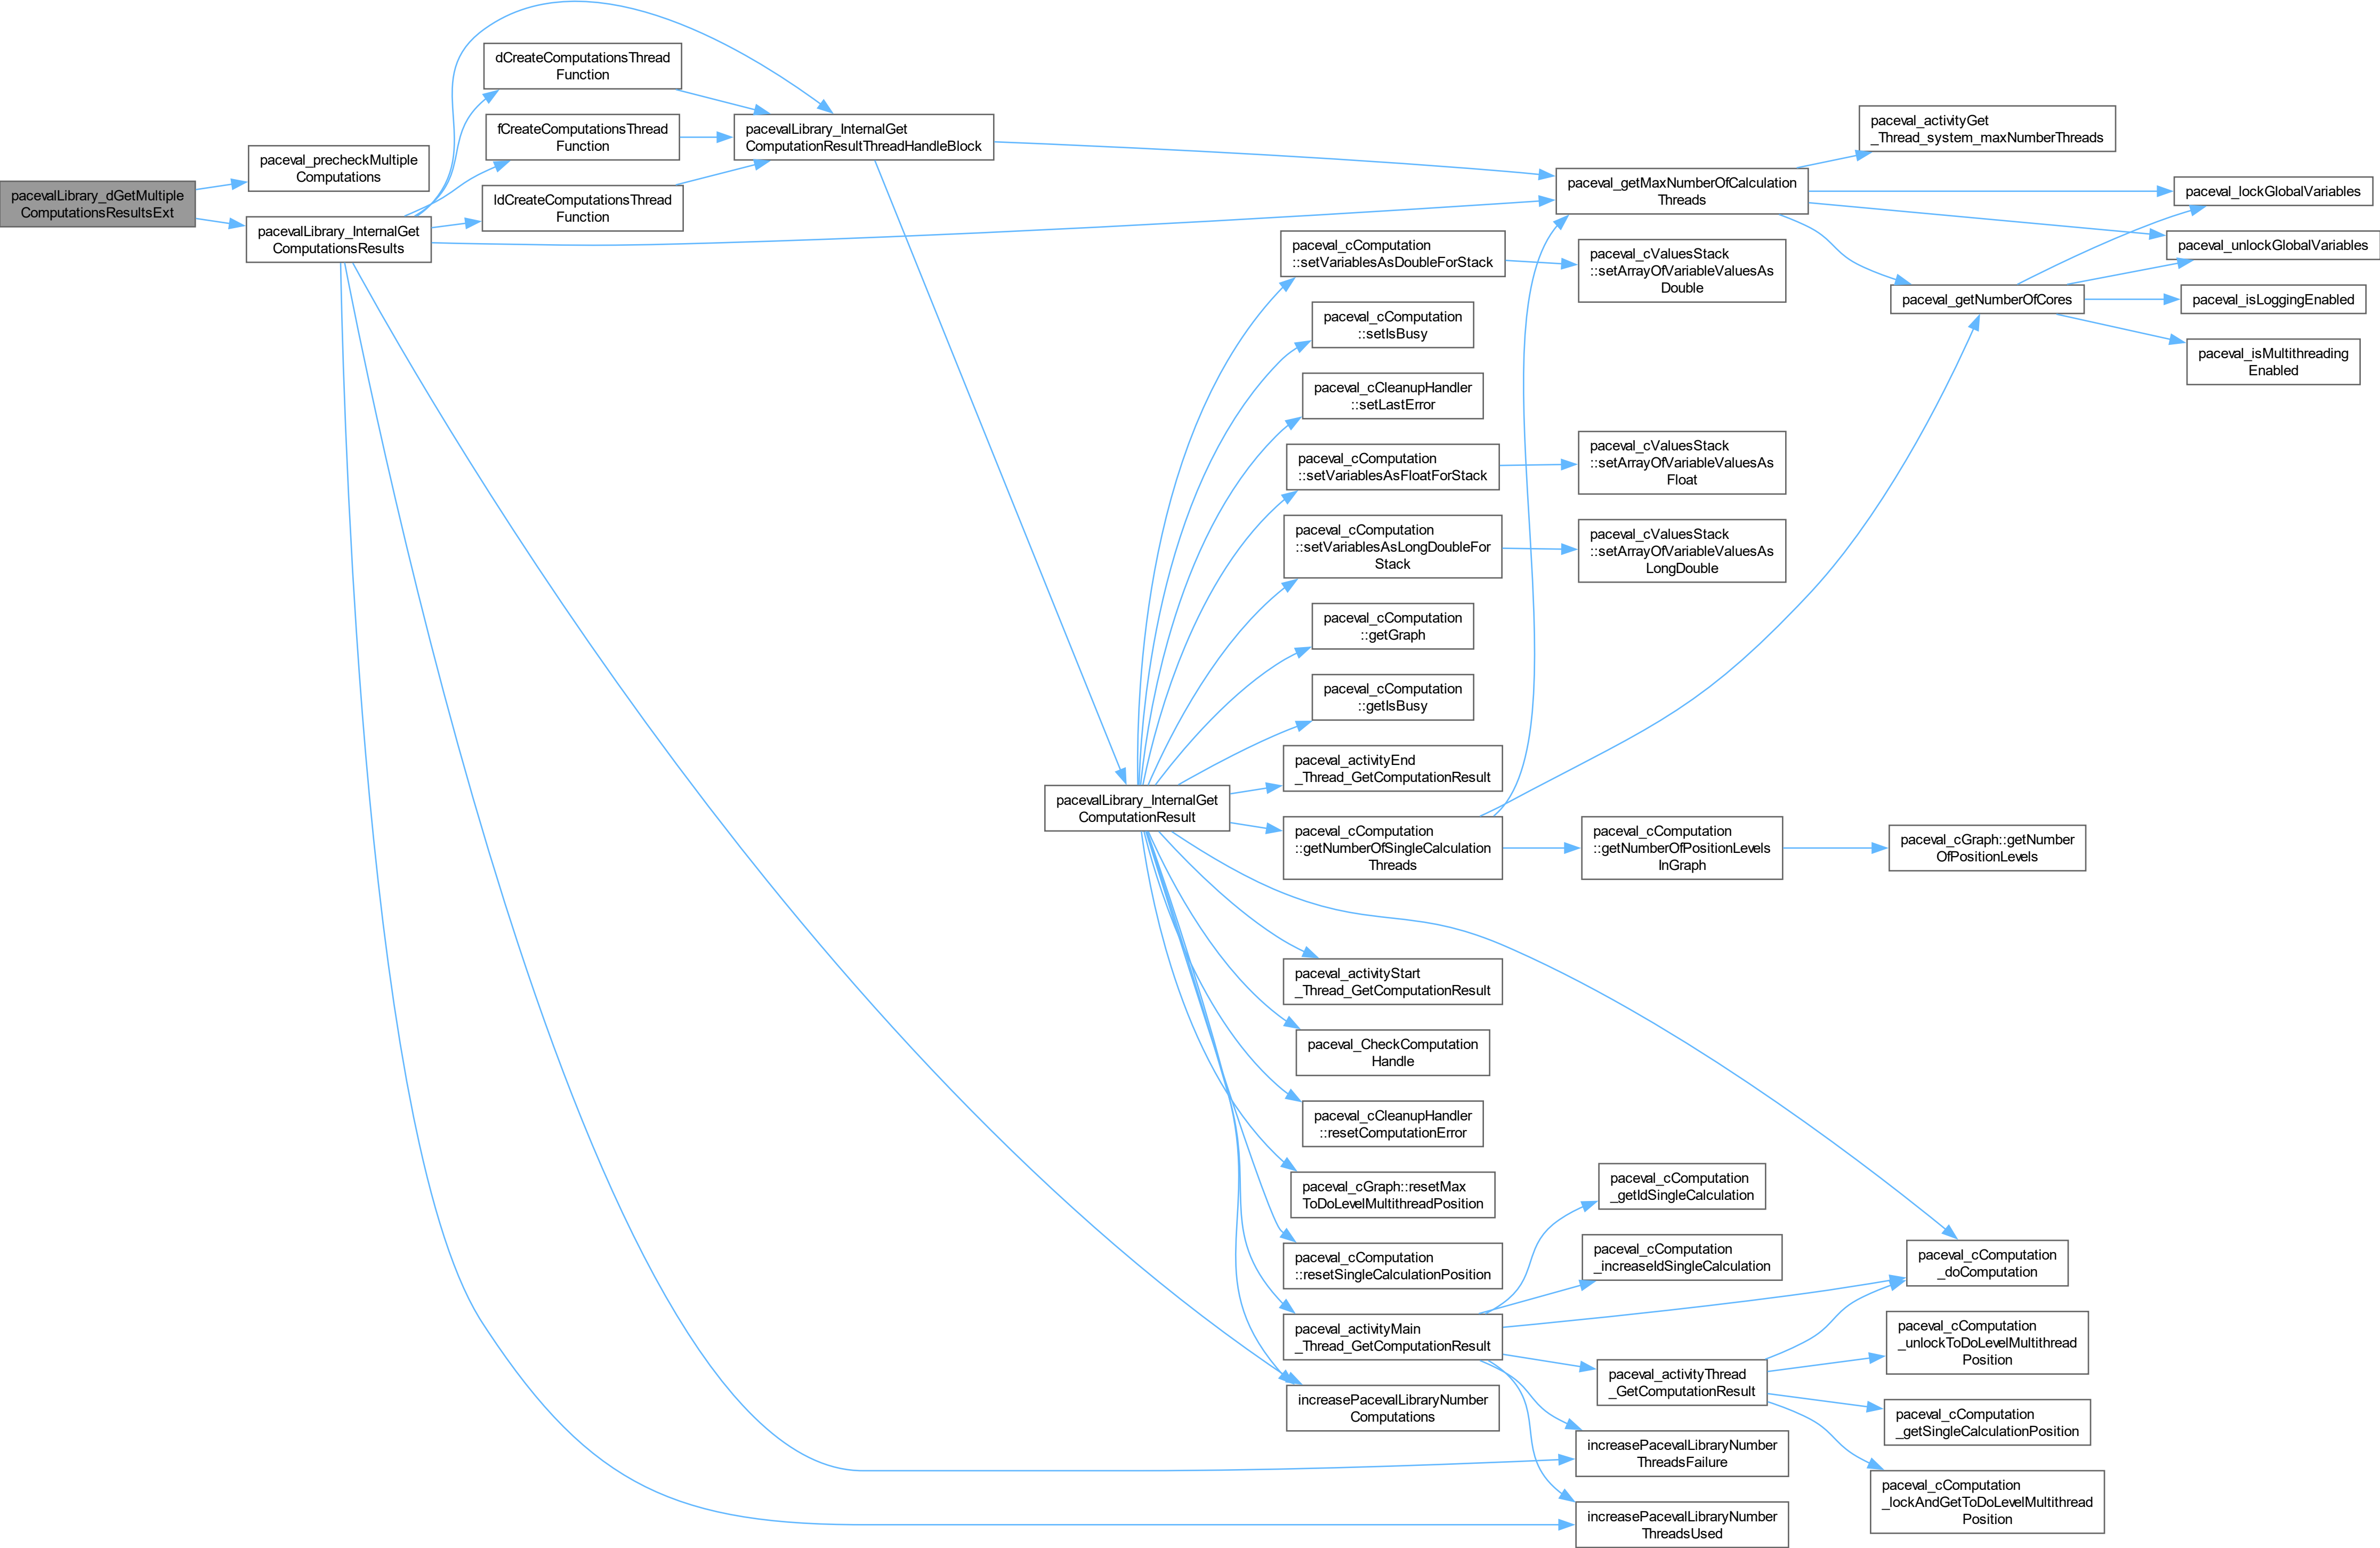 pacevalLibrary_dGetMultiple
ComputationsResultsExt
paceval_precheckMultiple
Computations
pacevalLibrary_InternalGet
ComputationsResults
dCreateComputationsThread
Function
fCreateComputationsThread
Function
ldCreateComputationsThread
Function
pacevalLibrary_InternalGet
ComputationResultThreadHandleBlock
pacevalLibrary_InternalGet
ComputationResult
paceval_cComputation
::setVariablesAsDoubleForStack
paceval_cComputation
::setIsBusy
paceval_cCleanupHandler
::setLastError
paceval_cComputation
::setVariablesAsFloatForStack
paceval_cComputation
::setVariablesAsLongDoubleFor
Stack
paceval_cComputation
::getGraph
paceval_cComputation
::getIsBusy
paceval_activityEnd
_Thread_GetComputationResult
paceval_cComputation
::getNumberOfSingleCalculation
Threads
paceval_activityStart
_Thread_GetComputationResult
paceval_CheckComputation
Handle
paceval_cCleanupHandler
::resetComputationError
paceval_cGraph::resetMax
ToDoLevelMultithreadPosition
paceval_cComputation
::resetSingleCalculationPosition
paceval_activityMain
_Thread_GetComputationResult
increasePacevalLibraryNumber
Computations
paceval_getMaxNumberOfCalculation
Threads
paceval_cValuesStack
::setArrayOfVariableValuesAs
Double
paceval_cValuesStack
::setArrayOfVariableValuesAs
Float
paceval_cValuesStack
::setArrayOfVariableValuesAs
LongDouble
paceval_cComputation
::getNumberOfPositionLevels
InGraph
paceval_cComputation
_getIdSingleCalculation
paceval_cComputation
_increaseIdSingleCalculation
paceval_activityThread
_GetComputationResult
increasePacevalLibraryNumber
ThreadsFailure
increasePacevalLibraryNumber
ThreadsUsed
paceval_activityGet
_Thread_system_maxNumberThreads
paceval_getNumberOfCores
paceval_cGraph::getNumber
OfPositionLevels
paceval_cComputation
_doComputation
paceval_cComputation
_unlockToDoLevelMultithread
Position
paceval_cComputation
_getSingleCalculationPosition
paceval_cComputation
_lockAndGetToDoLevelMultithread
Position
paceval_lockGlobalVariables
paceval_unlockGlobalVariables
paceval_isLoggingEnabled
paceval_isMultithreading
Enabled